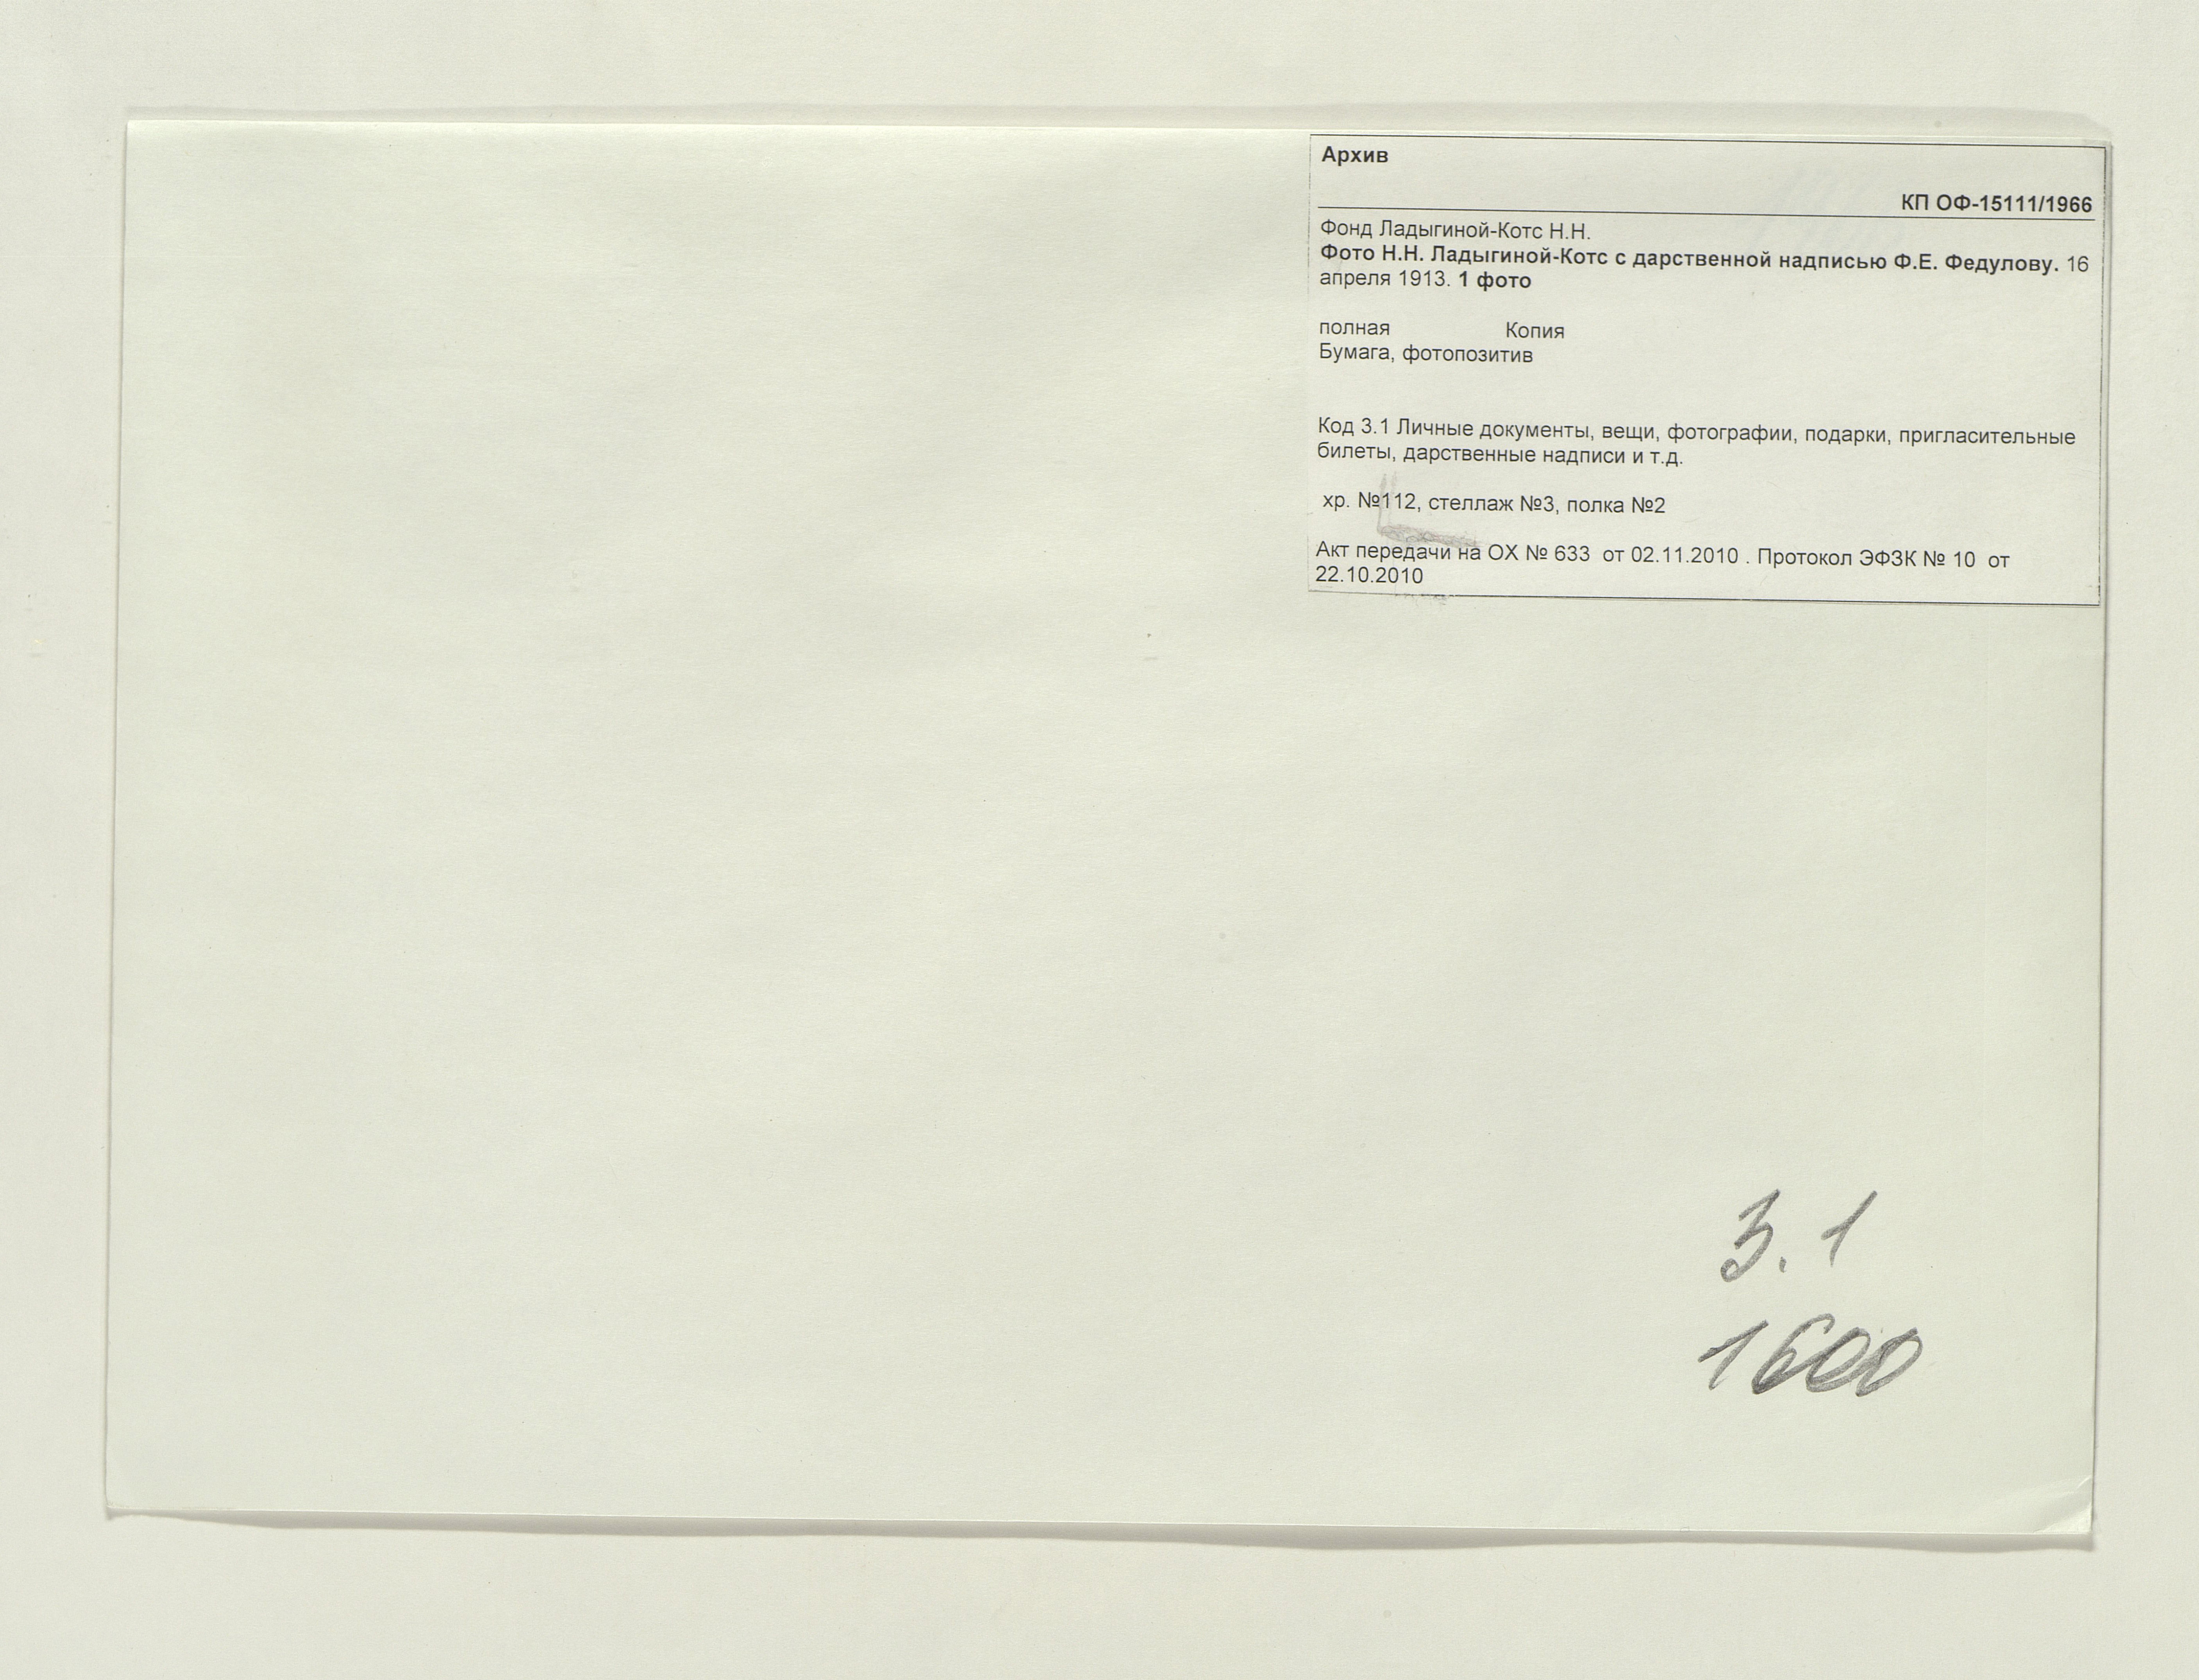 Архив
КП ОФ-15111/1966
Фонд Ладыгиной-Котс Н.Н.
Фото Н.Н. Ладыгиной-Котс с дарственной надписью Ф.Е. Федулову. 16
апреля 1913. 1 фото
полная Копия
Бумага, фотопозитив
Код 3.1 Личные документы, вещи, фотографии, подарки, пригласительные
билеты, дарственные надписи и т.д.
хр. №112, стеллаж №3, полка №2
Акт передачи на ОХ № 633 от 02.11.2010 . Протокол ЭФЗК № 10 от
22.10.2010
3.1
1600